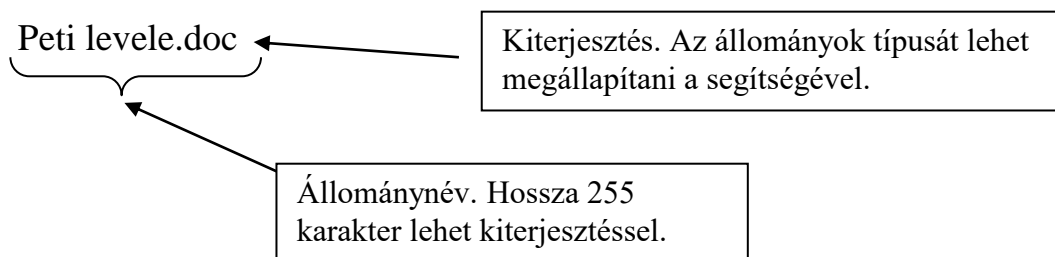 Peti levele.doc
Kiterjesztés. Az állományok típusát lehet
megállapítani a segítségével.
Állománynév. Hossza 255
karakter lehet kiterjesztéssel.